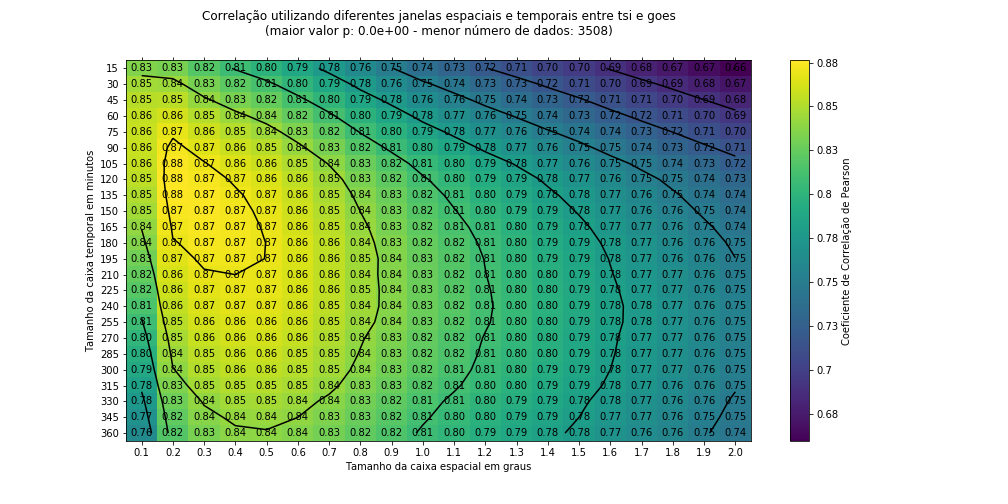 Correlação utilizando diferentes janelas espaciais e temporais entre tsi e goes
(maior valor p: 0.0e+00 - menor número de dados: 3508)
Tamanho da caixa temporal em minutos
15 0.83 0.83 0.82 0.81 0.80 0.79 0.78 0.76 0.75 0.74 0.73 0.72 0.71 0.70 0.70 0.69 0.68 0.67 0.67 0.66
30 0.85 0.84 0.83 0.82 0.81 0.80 0.79 0.78 0.76 0.75 0.74 0.74 0.73 0.72 0.71 0.70 0.69 0.69 0.68 0.67
45 0.85 0.85 0.84 0.83 0.82 0.81 0.80 0.79 0.78 0.76 0.76 0.75 0.74 0.73 0.72 0.71 0.71 0.70 0.69 0.68
60 0.86 0.86 0.85 0.84 0.84 0.82 0.81 0.80 0.79 0.78 0.77 0.76 0.75 0.74 0.73 0.72 0.71 0.71 0.70 0.69
75 0.86 0.87 0.86 0.85 0.84 0.83 0.82 0.81 0.80 0.79 0.78 0.77 0.76 0.75 0.74 0.74 0.73 0.72 0.71 0.70
90 0.86 0.87 0.87 0.86 0.85 0.84 0.83 0.82 0.81 0.80 0.79 0.78 0.77 0.76 0.75 0.75 0.74 0.73 0.72 0.71
105 0.86 0.88 0.87 0.86 0.86 0.85 0.84 0.83 0.82 0.81 0.80 0.79 0.78 0.77 0.76 0.75 0.75 0.74 0.73 0.72
120 0.85 0.88 0.87 0.87 0.86 0.86 0.85 0.83 0.82 0.81 0.80 0.79 0.78 0.78 0.77 0.76 0.75 0.75 0.74 0.73
135 0.85 0.88 0.87 0.87 0.87 0.86 0.85 0.84 0.83 0.82 0.81 0.80 0.79 0.78 0.77 0.77 0.76 0.75 0.74 0.74
150 0.85 0.87 0.87 0.87 0.87 0.86 0.85 0.84 0.83 0.82 0.81 0.80 0.79 0.79 0.78 0.77 0.76 0.76 0.75 0.74
165 0.84 0.87 0.87 0.87 0.87 0.86 0.85 0.84 0.83 0.82 0.81 0.81 0.80 0.79 0.78 0.77 0.77 0.76 0.75 0.74
180 0.84 0.87 0.87 0.87 0.87 0.86 0.85 0.84 0.83 0.82 0.82 0.81 0.80 0.79 0.79 0.78 0.77 0.76 0.75 0.75
195 0.83 0.87 0.87 0.87 0.87 0.86 0.85 0.84 0.84 0.83 0.82 0.81 0.80 0.79 0.79 0.78 0.77 0.76 0.76 0.75
210 0.82 0.86 0.87 0.87 0.86 0.86 0.85 0.84 0.84 0.83 0.82 0.81 0.80 0.80 0.79 0.78 0.77 0.77 0.76 0.75
225 0.82 0.86 0.87 0.87 0.86 0.86 0.85 0.84 0.84 0.83 0.82 0.81 0.80 0.80 0.79 0.78 0.77 0.77 0.76 0.75
240 0.81 0.86 0.87 0.87 0.86 0.86 0.85 0.84 0.84 0.83 0.82 0.81 0.80 0.80 0.79 0.78 0.78 0.77 0.76 0.75
255 0.81 0.85 0.86 0.86 0.86 0.86 0.85 0.84 0.84 0.83 0.82 0.81 0.80 0.80 0.79 0.78 0.77 0.77 0.76 0.75
270 0.80 0.85 0.86 0.86 0.86 0.85 0.85 0.84 0.83 0.83 0.82 0.81 0.80 0.80 0.79 0.78 0.77 0.77 0.76 0.75
285 0.80 0.84 0.85 0.86 0.86 0.85 0.85 0.84 0.83 0.82 0.82 0.81 0.80 0.80 0.79 0.78 0.77 0.77 0.76 0.75
300 0.79 0.84 0.85 0.85 0.85 0.85 0.84 0.84 0.83 0.82 0.82 0.81 0.80 0.79 0.79 0.78 0.77 0.77 0.76 0.75
315 0.78 0.83 0.85 0.85 0.85 0.85 0.84 0.83 0.83 0.82 0.81 0.80 0.80 0.79 0.79 0.78 0.77 0.76 0.76 0.75
330 0.78 0.83 0.84 0.85 0.85 0.84 0.84 0.83 0.82 0.82 0.81 0.80 0.79 0.79 0.78 0.78 0.77 0.76 0.76 0.75
345 0.77 0.82 0.84 0.84 0.84 0.84 0.83 0.83 0.82 0.81 0.80 0.80 0.79 0.79 0.78 0.77 0.77 0.76 0.75 0.75
360 0.76 0.82 0.84 0.84 0.84 0.83 0.83 0.82 0.82 0.81 0.80 0.79 0.79 0.78 0.78 0.77 0.76 0.76 0.75 0.74
0.1 0.2 0.3 0.4 0.5 0.6 0.7 0.8 0.9 1.0 1.1 1.2 1.3 1.4 1.5 1.6 1.7 1.8 1.9 2.0
Tamanho da caixa espacial em graus
0.88
0.85
0.83
0.8
0.78
0.75
0.73
0.7
0.68
Coeficiente de Correlação de Pearson